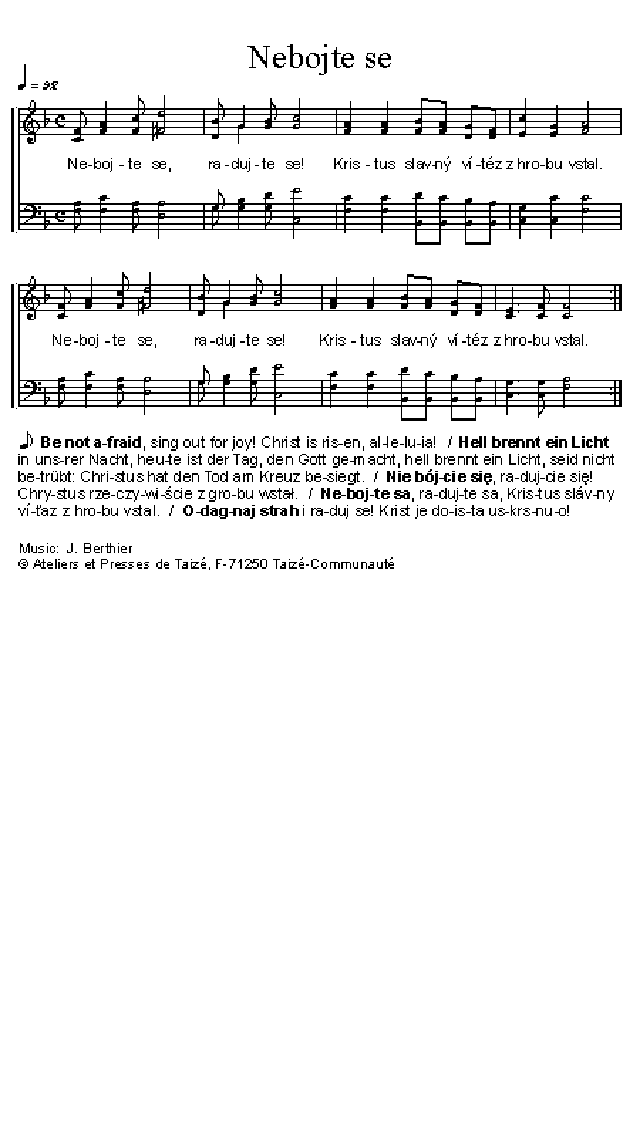 Nebojte se
Ne-boj-te se, ra-duj-te se! Kris-tus slav-ný ví-téz z hro-bu vstal.
Ne-boj-te se, ra-duj-te se! Kris-tus slav-ný ví-téz z hro-bu vstal.
Be not a-fraid, sing out for joy! Christ is ris-en, al-le-lu-ia! / Hell brennt ein Licht
in uns-rer Nacht, heu-te ist der Tag, den Gott ge-macht, hell brennt ein Licht, seid nicht
be-trübt: Chri-stus hat den Tod am Kreuz be-siegt. / Nie bój-cie się, ra-duj-cie się!
Chry-stus rze-czy-wi-ście z gro-bu wstał. / Ne-boj-te sa, ra-duj-te sa, Kris-tus sláv-ny
ví-ťaz z hro-bu vstal. / O-dag-naj strah i ra-duj se! Krist je do-is-ta us-krs-nu-o!
Music: J. Berthier
© Ateliers et Presses de Taizé, F-71250 Taizé-Communauté